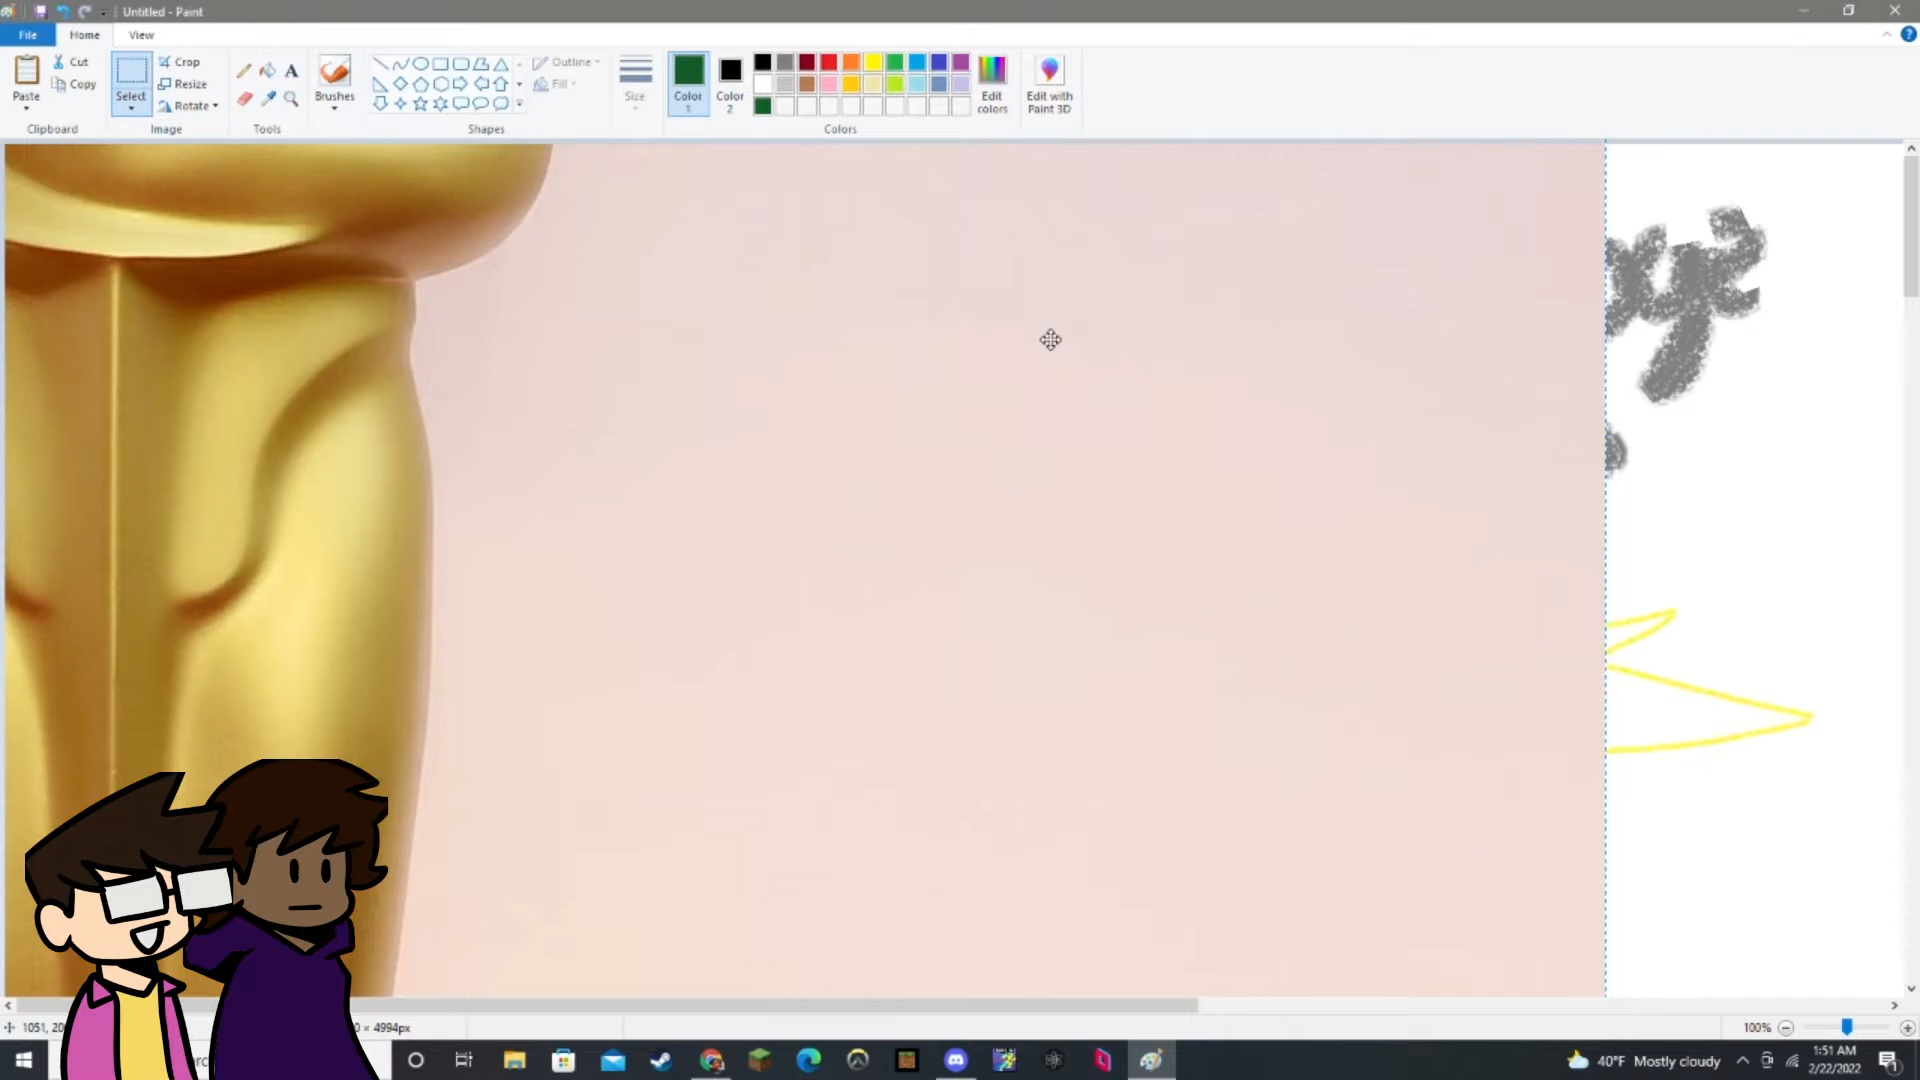 Untitled - Paint
File Home View
Cut
Copy
Paste
Clipboard
Crop
Resize
Rotate
Select
Image
A
Tools
Brushes
Outline
Fill
Shapes
Size
Color 1
Color 2
Edit colors
Edit with Paint 3D
Colors
1051, 20
× 4994px
100%
40°F Mostly cloudy
1:51 AM
2/22/2022